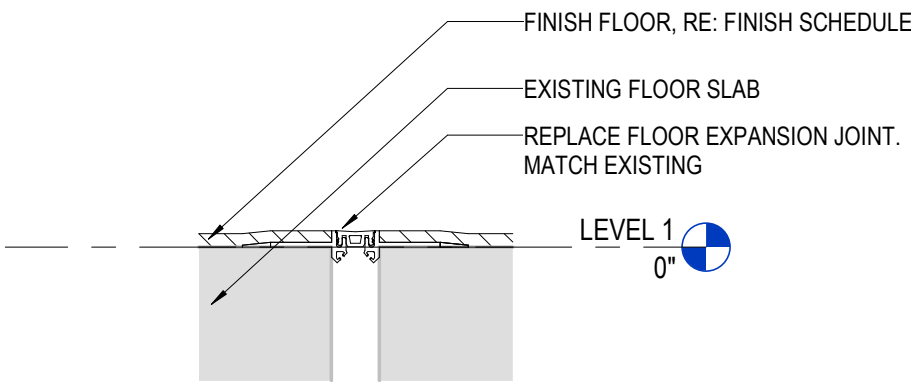 FINISH FLOOR, RE: FINISH SCHEDULE
EXISTING FLOOR SLAB
REPLACE FLOOR EXPANSION JOINT.
MATCH EXISTING
LEVEL 1
0"